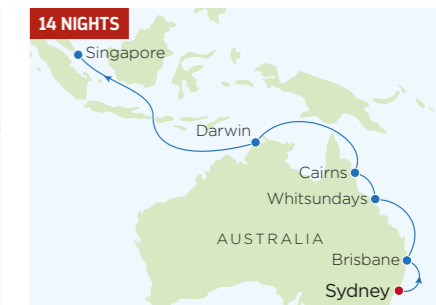 14 NIGHTS
Singapore
Darwin
Cairns
Whitsundays
AUSTRALIA
Brisbane
Sydney